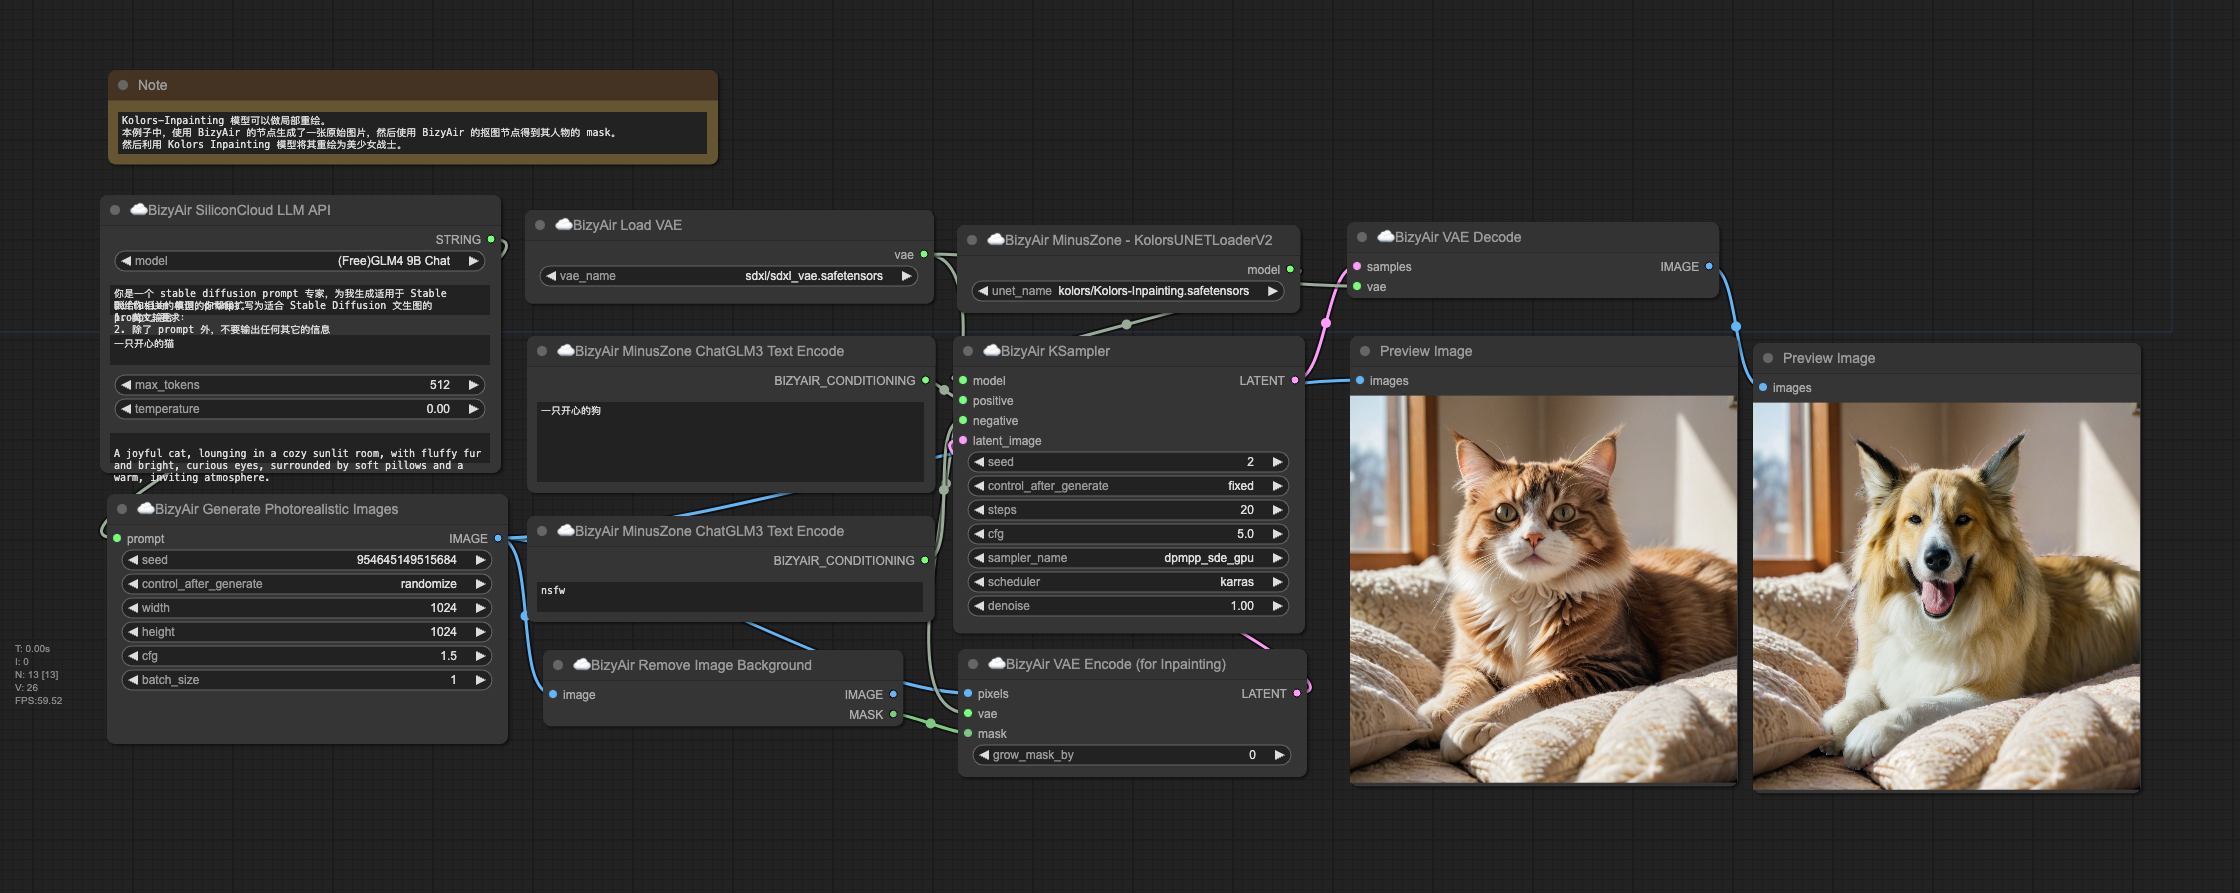 Note
Kolors-Inpainting 模型可以做局部重绘。
本例子中，使用 BizyAir 的节点生成了一张原始图片，然后使用 BizyAir 的抠图节点得到其人物的 mask。
然后利用 Kolors Inpainting 模型将其重绘为美少女战士。
BizyAir SiliconCloud LLM API
STRING
model (Free)GLM4 9B Chat
你是一个 stable diffusion prompt 专家，为我生成适用于 Stable
扩写为适合 Stable Diffusion 文生图的
2. 除了 prompt 外，不要输出任何其它的信息
一只开心的猫
max_tokens 512
temperature 0.00
A joyful cat, lounging in a cozy sunlit room, with fluffy fur
and bright, curious eyes, surrounded by soft pillows and a
warm, inviting atmosphere.
BizyAir Generate Photorealistic Images
prompt IMAGE
seed 954645149515684
control_after_generate randomize
width 1024
height 1024
cfg 1.5
batch_size 1
T: 0.00s
I: 0
N: 13 [13]
V: 26
FPS:59.52
BizyAir Load VAE
vae
vae_name sdxl/sdxl_vae.safetensors
BizyAir MinusZone ChatGLM3 Text Encode
BIZYAIR_CONDITIONING
一只开心的狗
BizyAir MinusZone ChatGLM3 Text Encode
BIZYAIR_CONDITIONING
nsfw
BizyAir Remove Image Background
image IMAGE
MASK
BizyAir MinusZone - KolorsUNETLoaderV2
model
unet_name kolors/Kolors-Inpainting.safetensors
BizyAir KSampler
model LATENT
positive
negative
latent_image
seed 2
control_after_generate fixed
steps 20
cfg 5.0
sampler_name dpmpp_sde_gpu
scheduler karras
denoise 1.00
BizyAir VAE Encode (for Inpainting)
pixels LATENT
vae
mask
grow_mask_by 0
BizyAir VAE Decode
samples IMAGE
vae
Preview Image
images
Preview Image
images